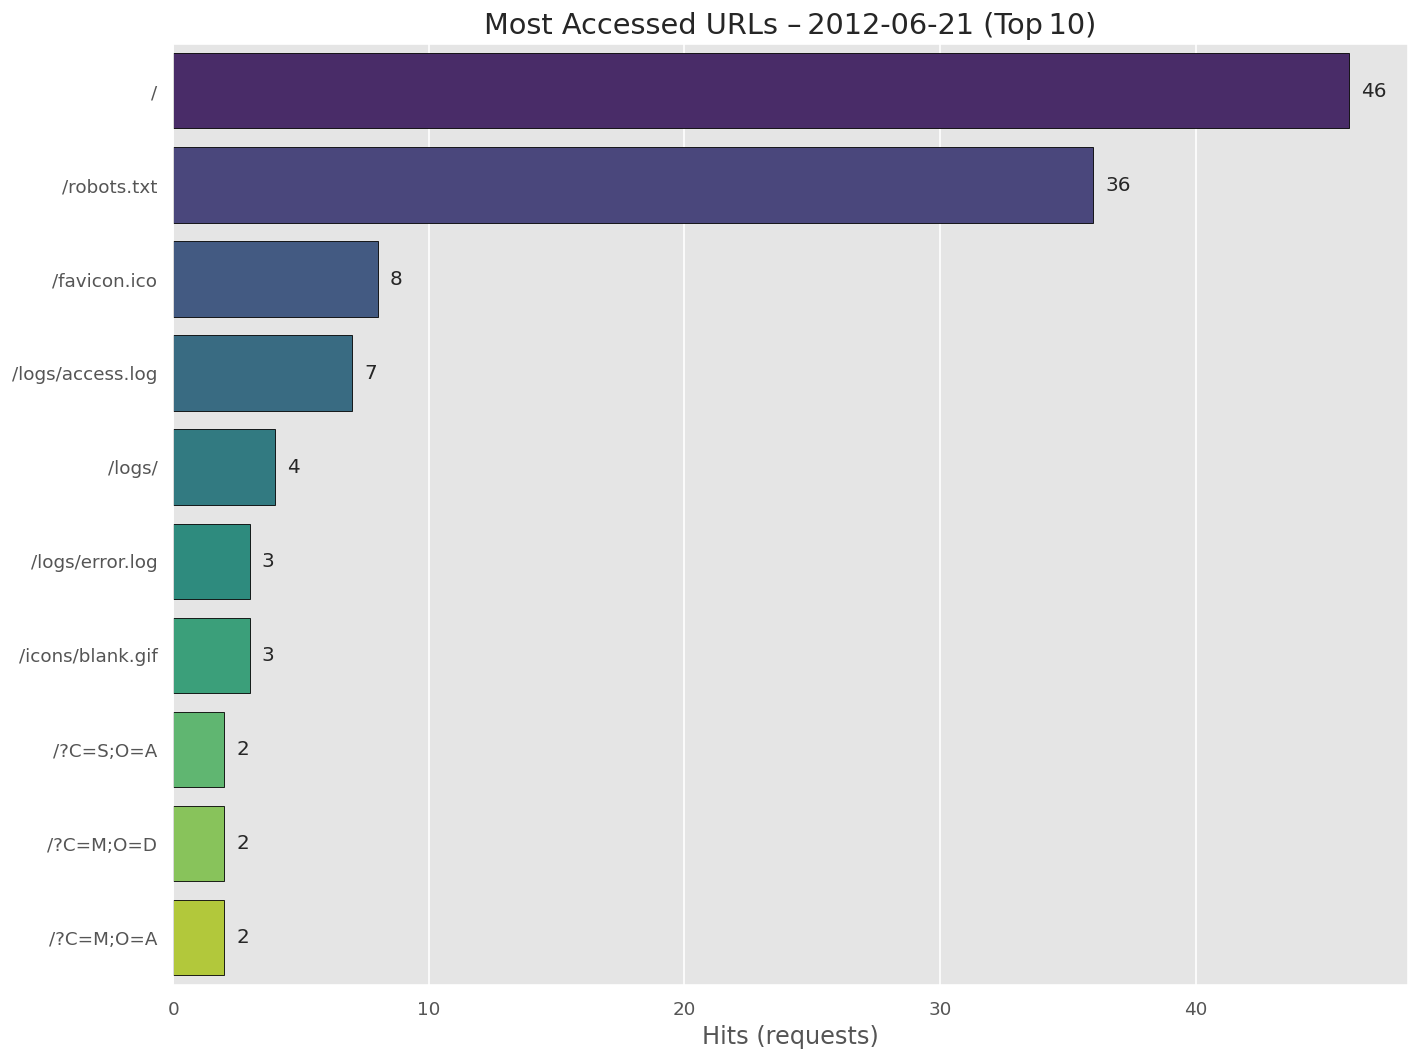 Most Accessed URLs – 2012-06-21 (Top 10)
/ 46
/robots.txt 36
/favicon.ico 8
/logs/access.log 7
/logs/ 4
/logs/error.log 3
/icons/blank.gif 3
/?C=S;O=A 2
/?C=M;O=D 2
/?C=M;O=A 2
0 10 20 30 40
Hits (requests)